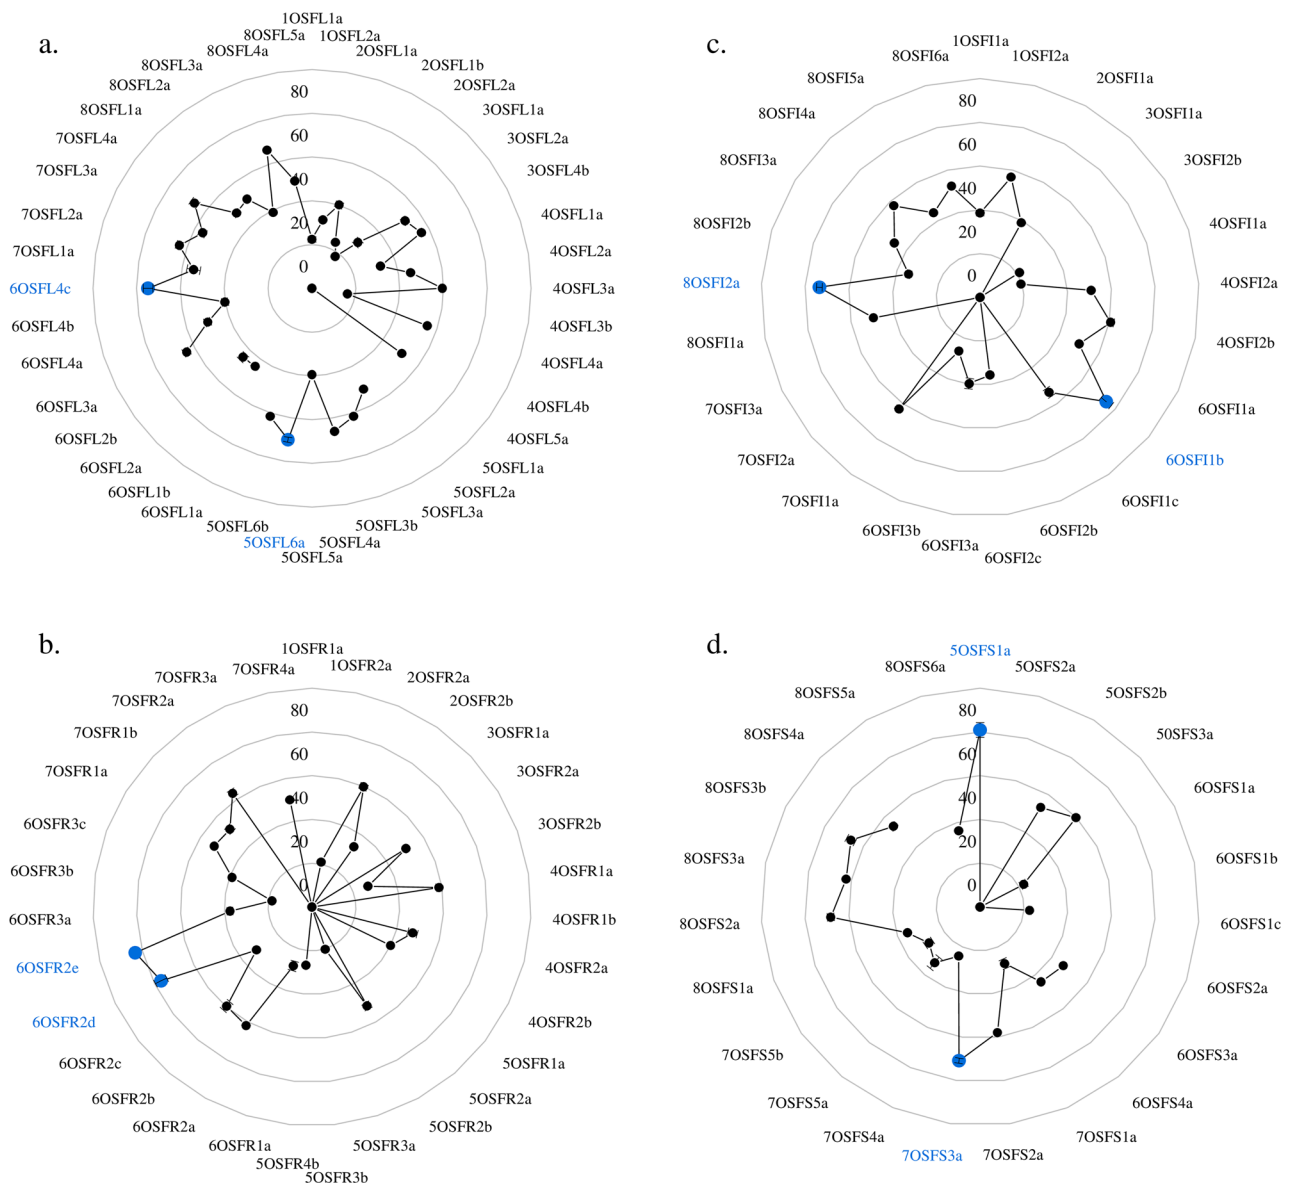 a.
1OSFL1a
1OSFL2a
2OSFL1a
2OSFL1b
2OSFL2a
3OSFL1a
3OSFL2a
3OSFL4b
4OSFL1a
4OSFL2a
4OSFL3a
4OSFL3b
4OSFL4a
4OSFL4b
4OSFL5a
5OSFL1a
5OSFL2a
5OSFL3a
5OSFL3b
5OSFL4a
5OSFL5a
5OSFL6a
5OSFL6b
6OSFL1a
6OSFL1b
6OSFL2a
6OSFL2b
6OSFL3a
6OSFL4a
6OSFL4b
6OSFL4c
7OSFL1a
7OSFL2a
7OSFL3a
7OSFL4a
8OSFL1a
8OSFL2a
8OSFL3a
8OSFL4a
8OSFL5a
80
60
40
20
0
c.
1OSFI1a
1OSFI2a
2OSFI1a
3OSFI1a
3OSFI2b
4OSFI1a
4OSFI2a
4OSFI2b
6OSFI1a
6OSFI1b
6OSFI1c
6OSFI2b
6OSFI2c
6OSFI3a
6OSFI3b
7OSFI1a
7OSFI2a
7OSFI3a
8OSFI1a
8OSFI2a
8OSFI2b
8OSFI3a
8OSFI4a
8OSFI5a
8OSFI6a
80
60
40
20
0
b.
1OSFR1a
1OSFR2a
2OSFR2a
2OSFR2b
3OSFR1a
3OSFR2a
3OSFR2b
4OSFR1a
4OSFR1b
4OSFR2a
4OSFR2b
5OSFR1a
5OSFR2a
5OSFR2b
5OSFR3a
5OSFR3b
5OSFR4b
6OSFR1a
6OSFR2a
6OSFR2b
6OSFR2c
6OSFR2d
6OSFR2e
6OSFR3a
6OSFR3b
6OSFR3c
7OSFR1a
7OSFR1b
7OSFR2a
7OSFR3a
7OSFR4a
80
60
40
20
0
d.
5OSFS1a
5OSFS2a
5OSFS2b
50SFS3a
6OSFS1a
6OSFS1b
6OSFS1c
6OSFS2a
6OSFS3a
6OSFS4a
7OSFS1a
7OSFS2a
7OSFS3a
7OSFS4a
7OSFS5a
7OSFS5b
8OSFS1a
8OSFS2a
8OSFS3a
8OSFS3b
8OSFS4a
8OSFS5a
8OSFS6a
80
60
40
20
0